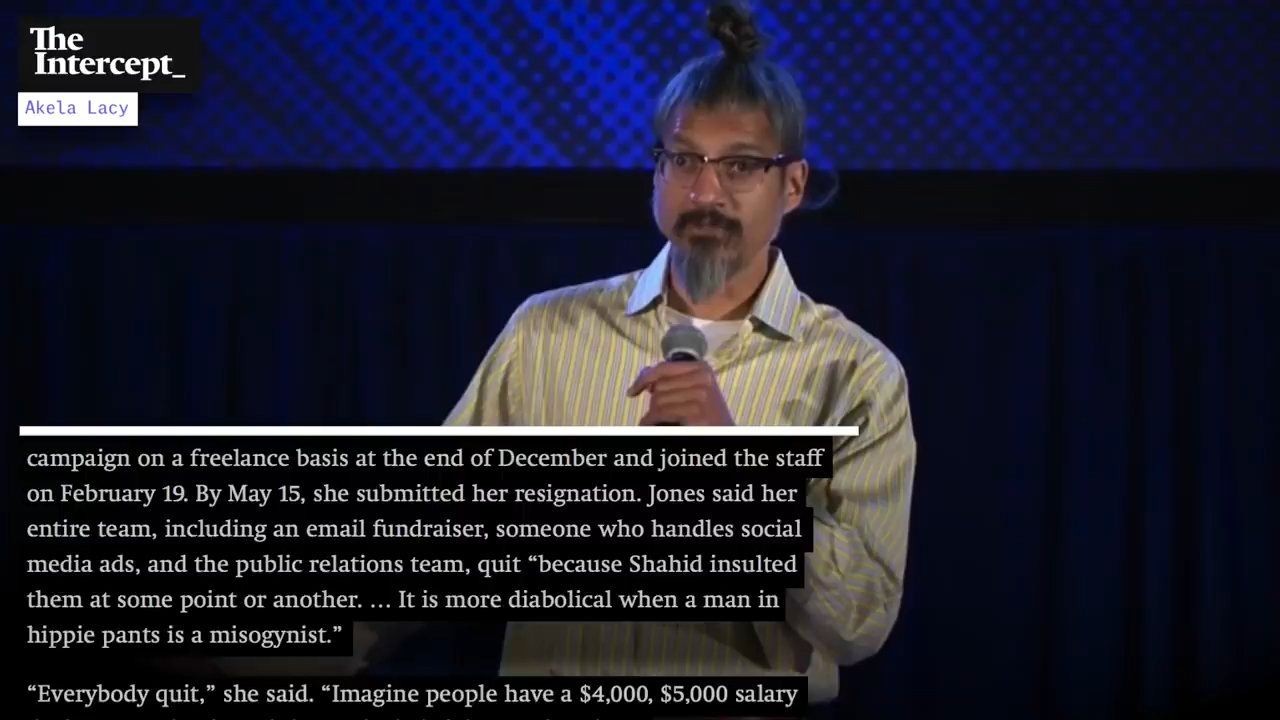 The
Intercept_
Akela Lacy
campaign on a freelance basis at the end of December and joined the staff
on February 19. By May 15, she submitted her resignation. Jones said her
entire team, including an email fundraiser, someone who handles social
media ads, and the public relations team, quit “because Shahid insulted
them at some point or another. … It is more diabolical when a man in
hippie pants is a misogynist.”
“Everybody quit,” she said. “Imagine people have a $4,000, $5,000 salary